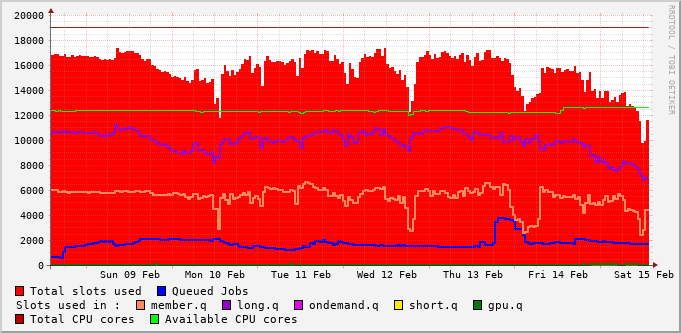 RRDTOOL / TOBI OETIKER
20000
18000
16000
14000
12000
10000
8000
6000
4000
2000
0
Sun 09 Feb Mon 10 Feb Tue 11 Feb Wed 12 Feb Thu 13 Feb Fri 14 Feb Sat 15 Feb
Total slots used Queued Jobs
Slots used in : member.q long.q ondemand.q short.q gpu.q
Total CPU cores Available CPU cores